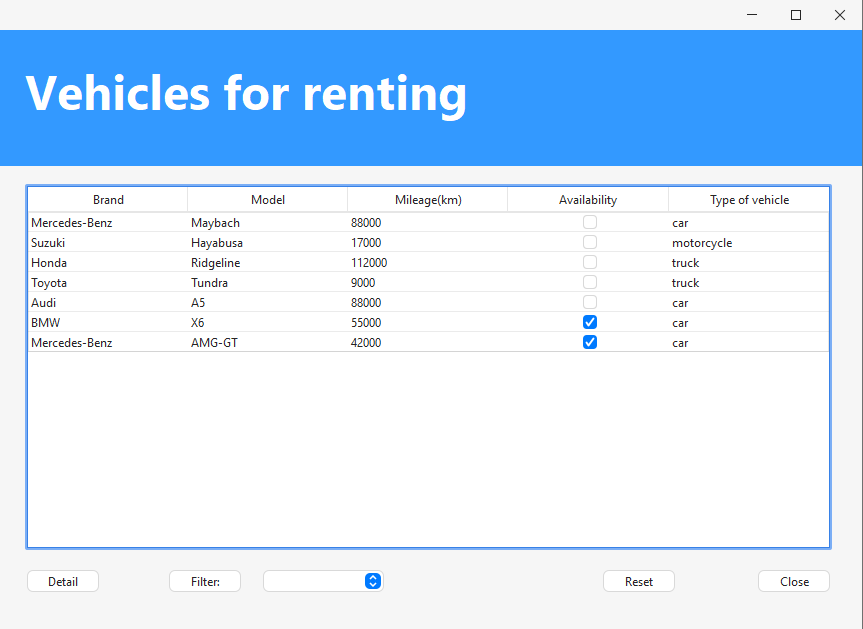 Vehicles for renting
Brand Model Mileage(km) Availability Type of vehicle
Mercedes-Benz Maybach 88000 car
Suzuki Hayabusa 17000 motorcycle
Honda Ridgeline 112000 truck
Toyota Tundra 9000 truck
Audi A5 88000 car
BMW X6 55000 car
Mercedes-Benz AMG-GT 42000 car
Detail Filter: Reset Close